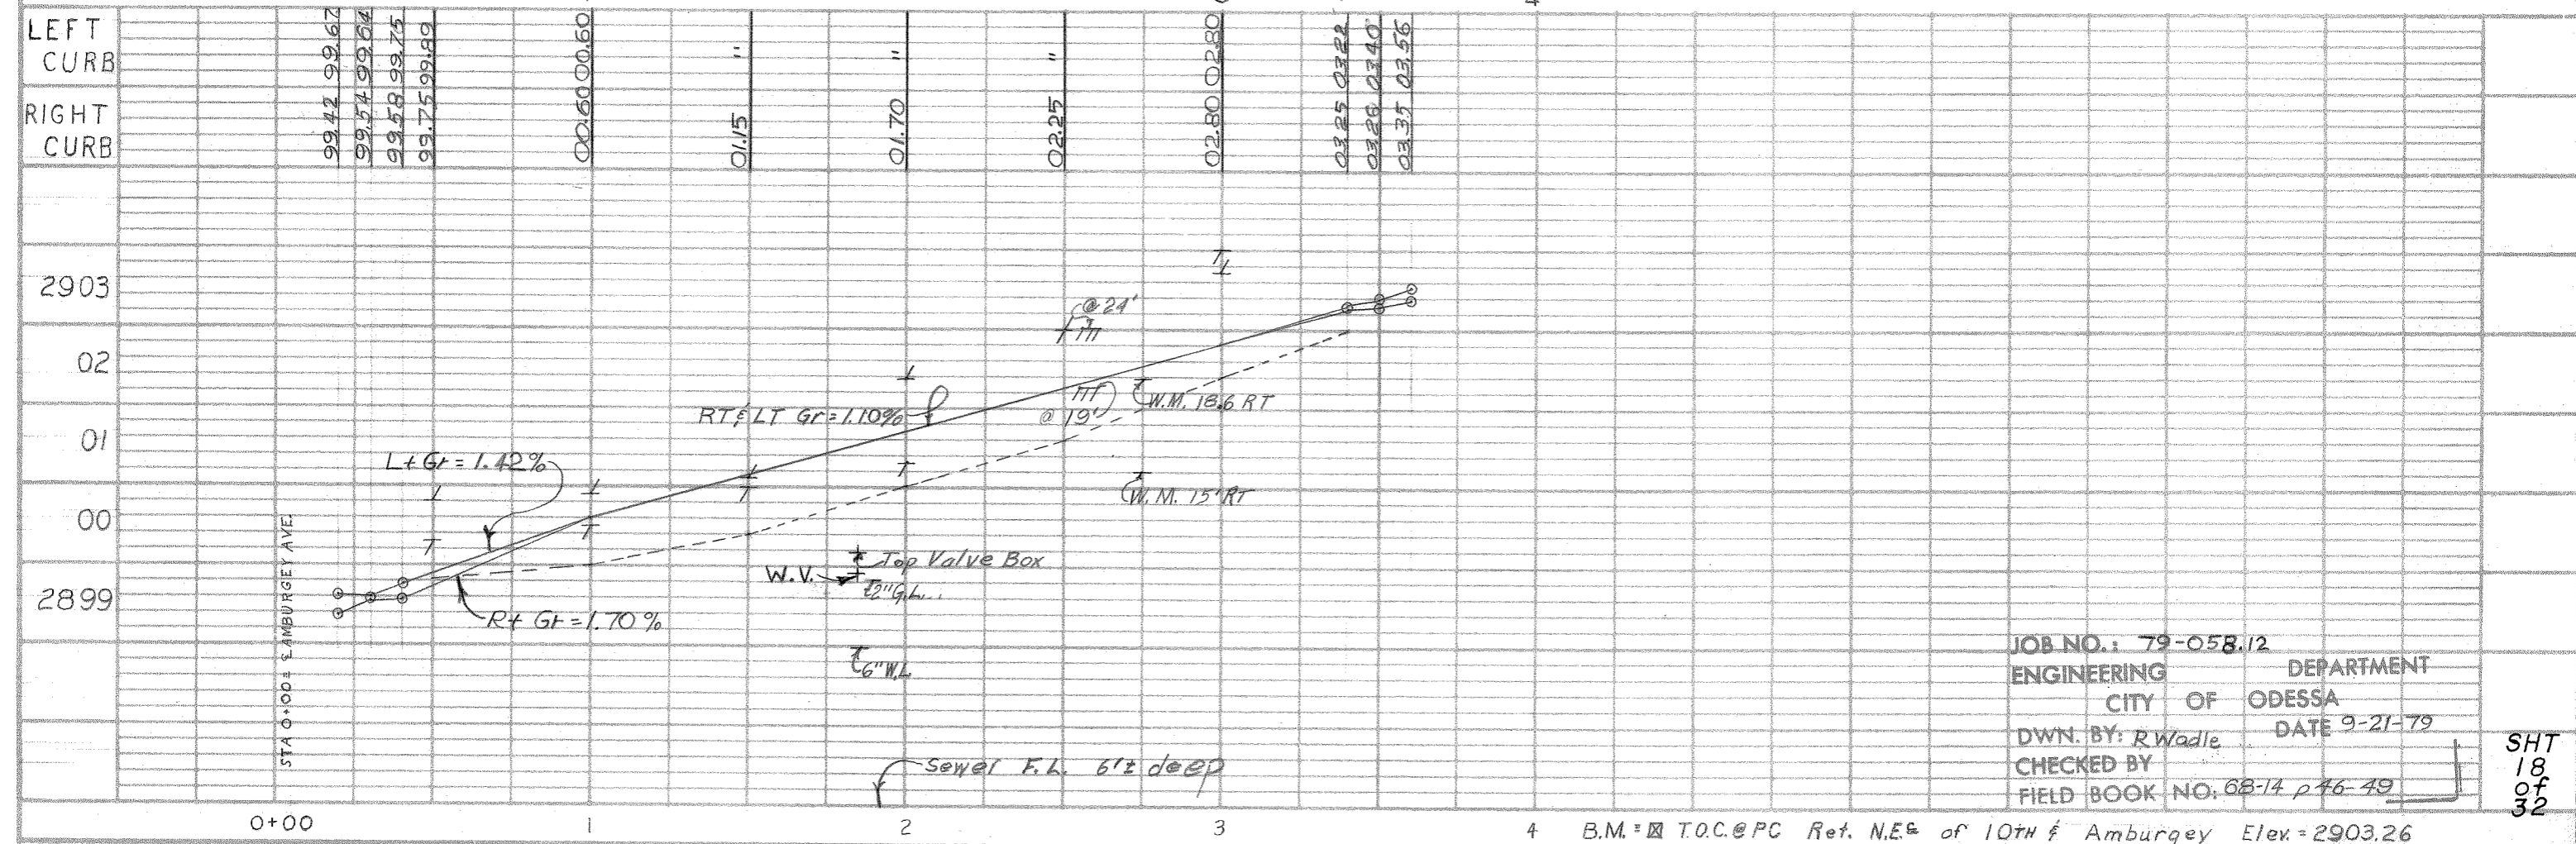 LEFT
CURB
99.67 99.64 99.75 99.89 00.60 " " " 02.80 03.22 03.40 03.56
RIGHT
CURB
99.42 99.54 99.58 99.75 00.60 01.15 01.70 02.25 02.80 03.25 03.26 03.35
2903
@ 24'
02
W.M. 18.6 RT
RT & LT Gr = 1.10%
@ 19'
01
Lt Gr = 1.42%
W.M. 15' RT
00
STA 0+00 = ℄ AMBURGEY AVE.
Top Valve Box
W.V.
2" G.L.
2899
Rt Gr = 1.70 %
6" W.L.
JOB NO.: 79-058.12
ENGINEERING DEPARTMENT
CITY OF ODESSA
DWN. BY: R Wadle DATE 9-21-79
CHECKED BY
FIELD BOOK NO: 68-14 p 46-49
SHT
18
of
32
Sewer F.L. 6'± deep
0+00 1 2 3 4
B.M. = ⊠ T.O.C. @ PC Ret. of 10TH & Amburgey Elev. = 2903.26